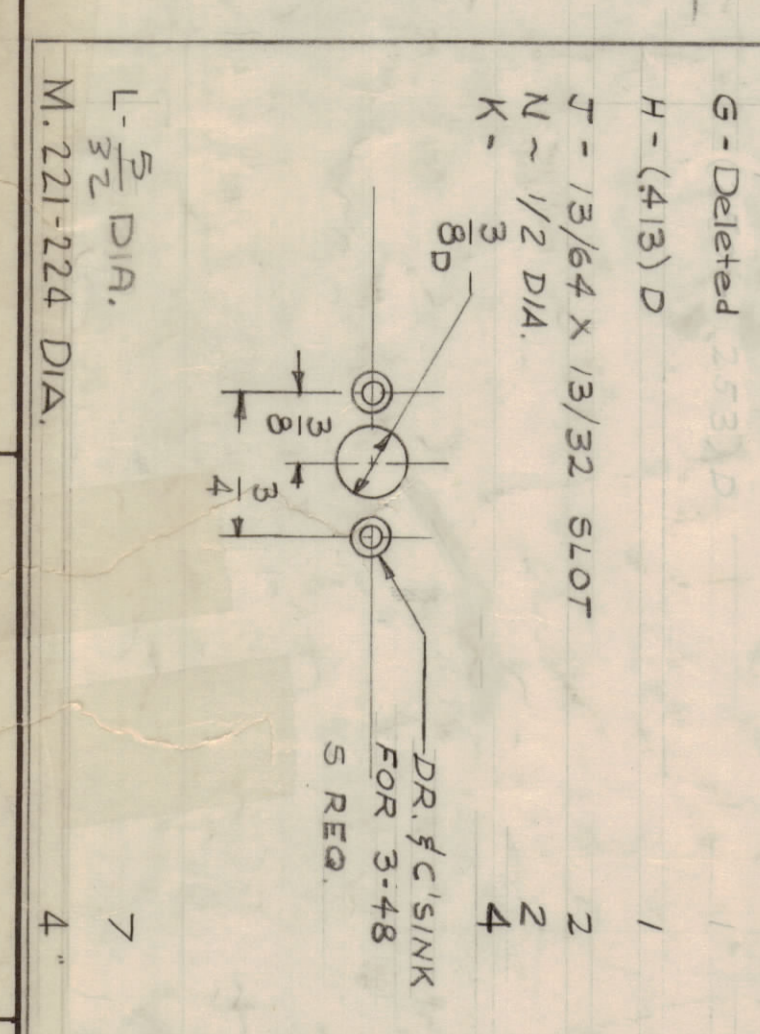 G - Deleted
H - (.413) D 1
J - 13/64 X 13/32 SLOT 2
N ~ 1/2 DIA. 2
K - 4
3/8 D
DR. & C'SINK
FOR 3-48
5 REQ.
3/8
3/4
L - 5/32 DIA. 7
M. 221-224 DIA. 4 "